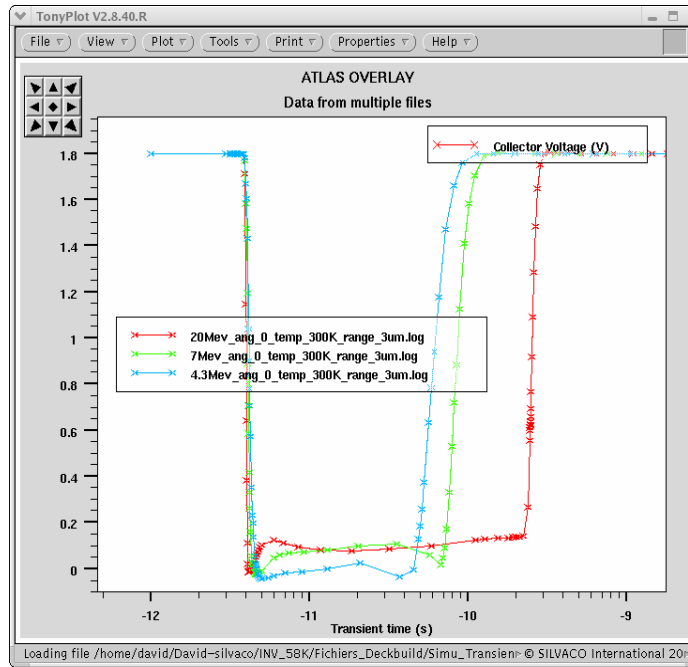 TonyPlot V2.8.40.R
File View Plot Tools Print Properties Help
ATLAS OVERLAY
Data from multiple files
Collector Voltage (V)
1.8
1.6
1.4
1.2
1
20Mev_ang_0_temp_300K_range_3um.log
7Mev_ang_0_temp_300K_range_3um.log
4.3Mev_ang_0_temp_300K_range_3um.log
0.8
0.6
0.4
0.2
0
-12 -11 -10 -9
Transient time (s)
Loading file /home/david/David-silvaco/INV_58K/Fichiers_Deckbuild/Simu_Transien © SILVACO International 20